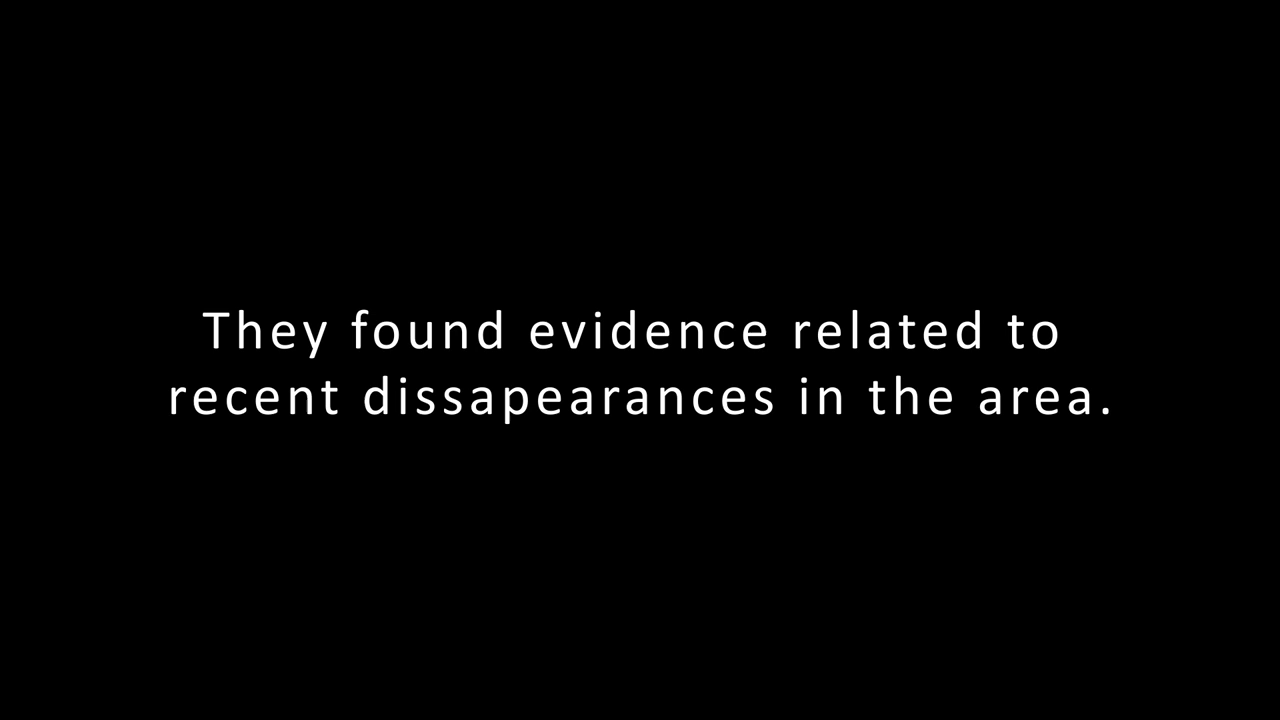 They found evidence related to
recent dissapearances in the area.